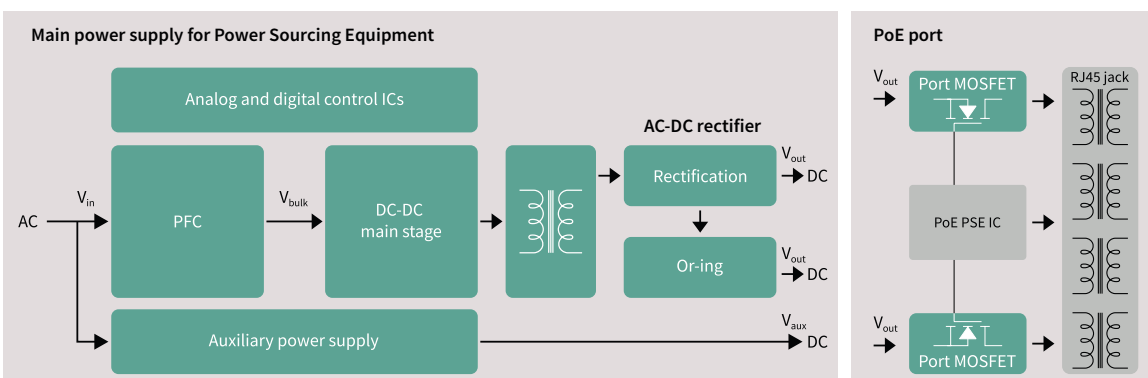 Main power supply for Power Sourcing Equipment
Analog and digital control ICs
AC-DC rectifier
AC
Vin
PFC
Vbulk
DC-DC
main stage
Rectification
Vout
DC
Or-ing
Vout
DC
Auxiliary power supply
Vaux
DC
PoE port
Vout
Port MOSFET
RJ45 jack
PoE PSE IC
Vout
Port MOSFET